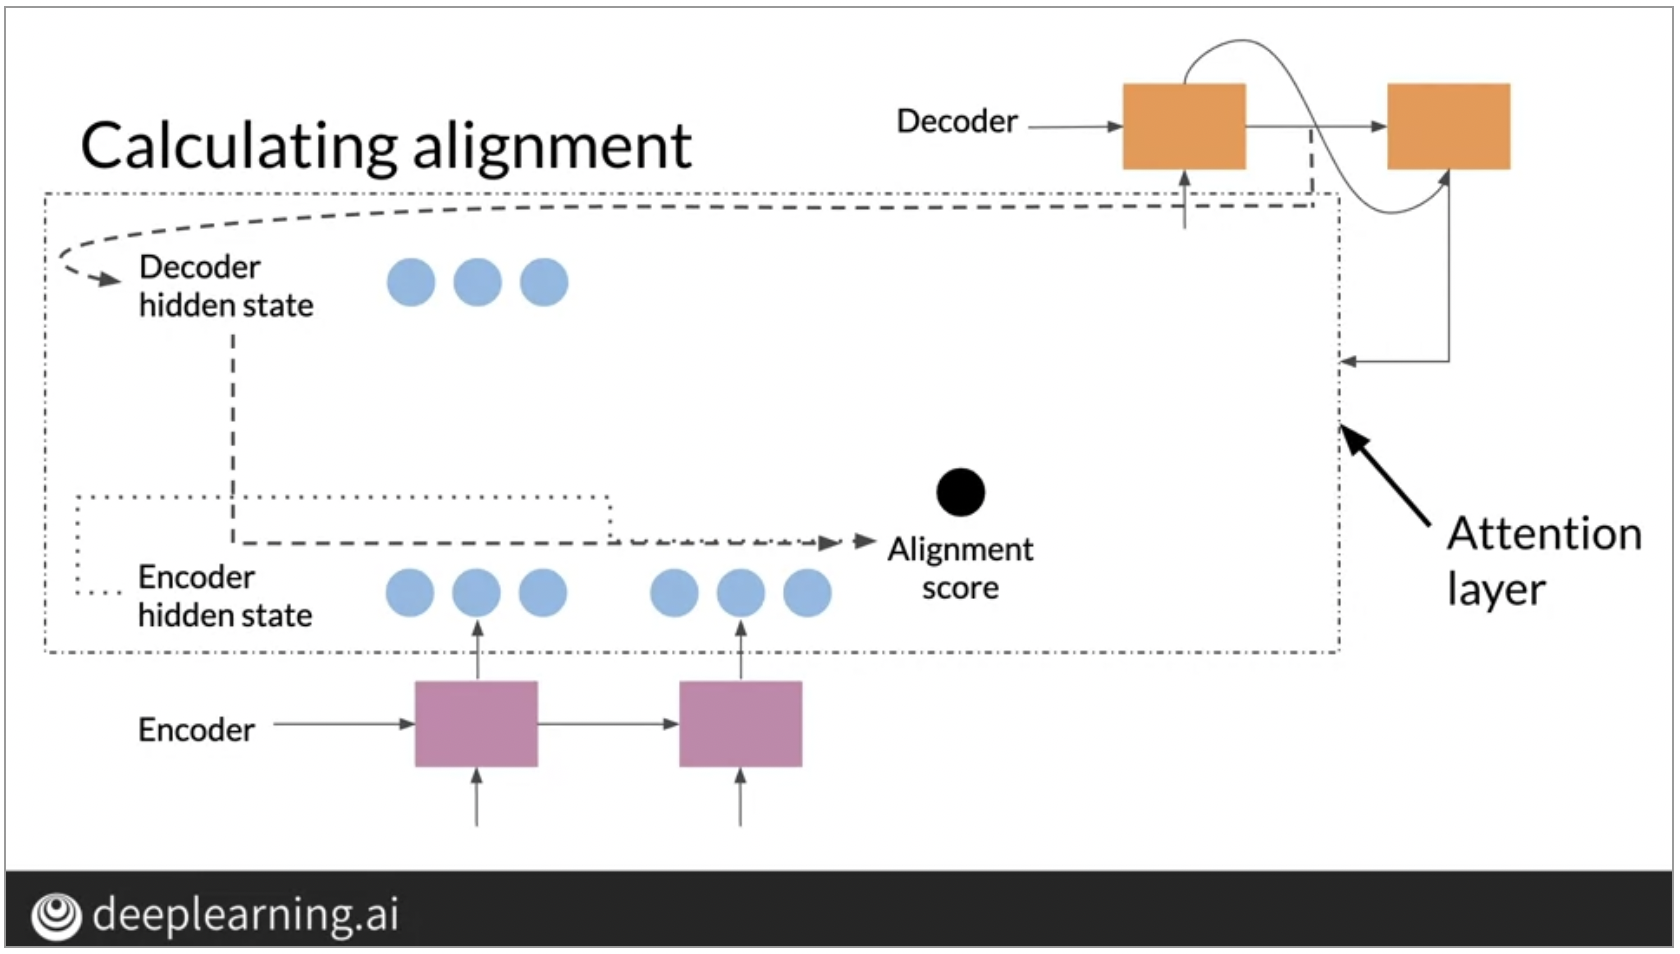 Calculating alignment
Decoder
Decoder
hidden state
Alignment
score
Attention
layer
Encoder
hidden state
Encoder
deeplearning.ai